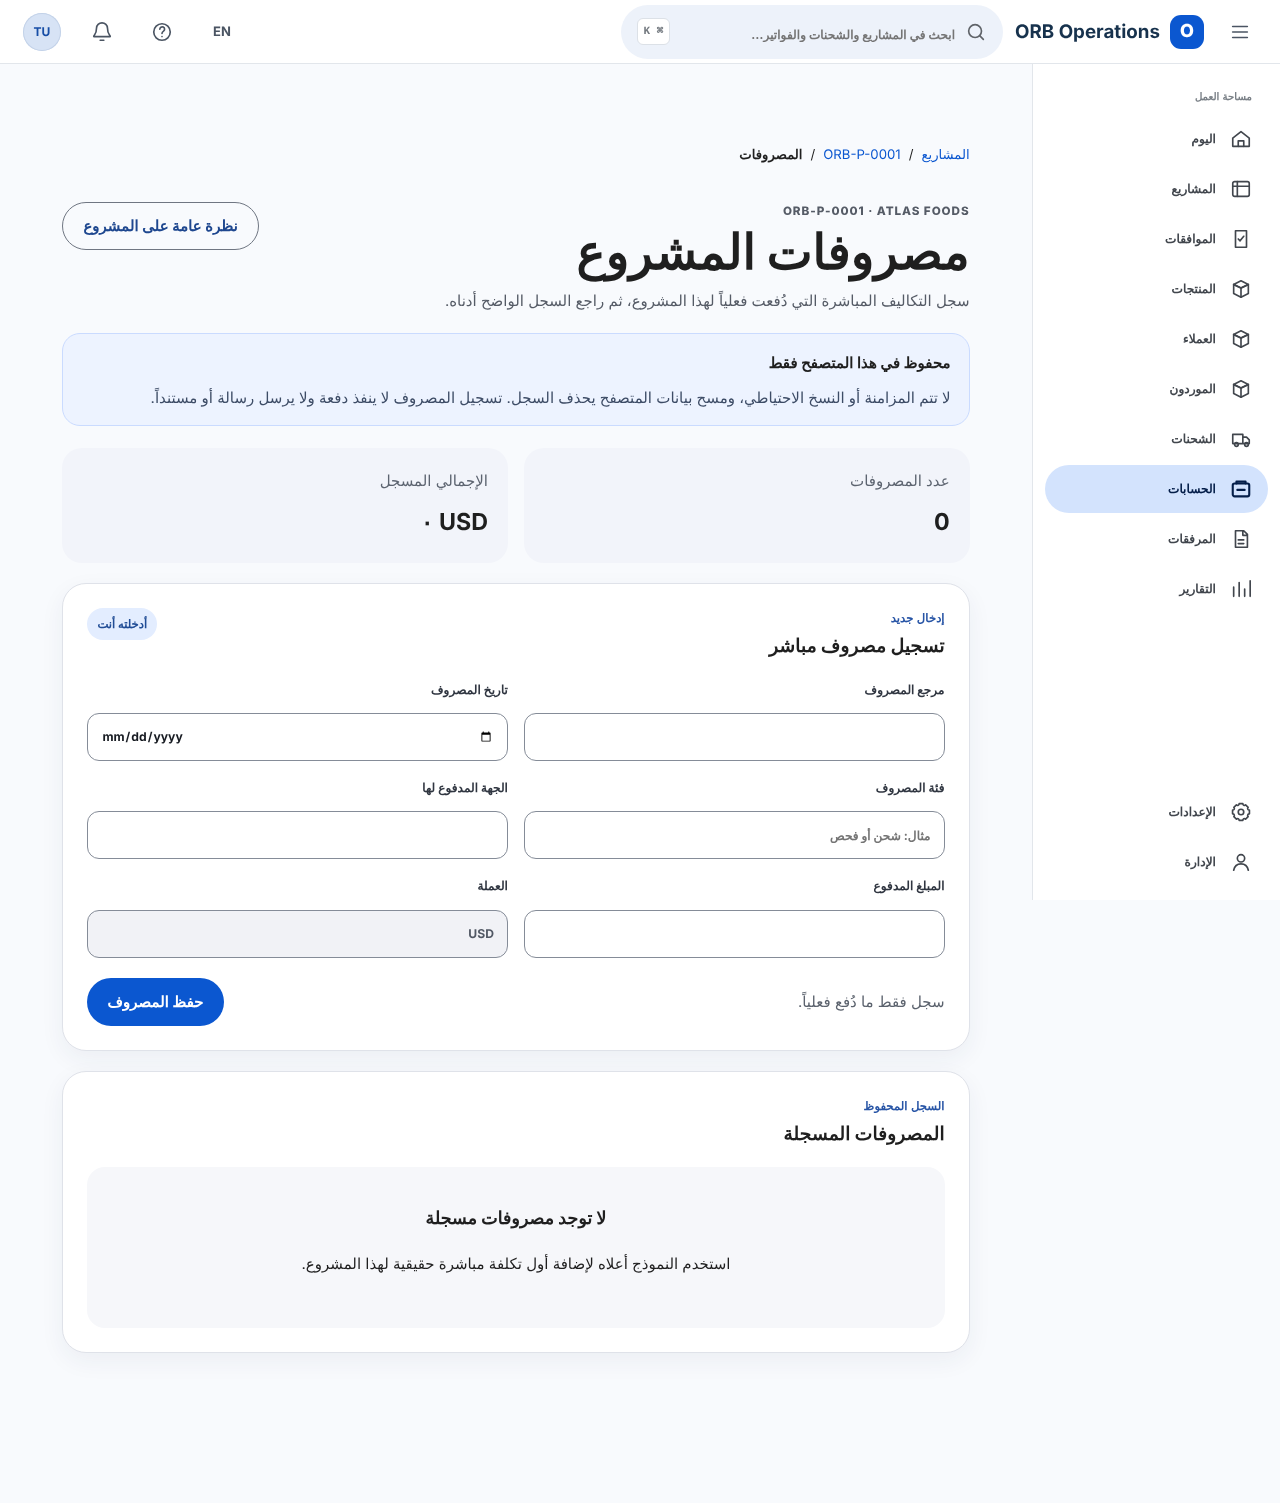 O
ORB Operations
ابحث في المشاريع والشحنات والفواتير...
⌘ K
EN
TU
مساحة العمل
اليوم
المشاريع
الموافقات
المنتجات
العملاء
الموردون
الشحنات
الحسابات
المرفقات
التقارير
الإعدادات
الإدارة
المشاريع / ORB-P-0001 / المصروفات
ORB-P-0001 · ATLAS FOODS
مصروفات المشروع
سجل التكاليف المباشرة التي دُفعت فعلياً لهذا المشروع، ثم راجع السجل الواضح أدناه.
نظرة عامة على المشروع
محفوظ في هذا المتصفح فقط
لا تتم المزامنة أو النسخ الاحتياطي، ومسح بيانات المتصفح يحذف السجل. تسجيل المصروف لا ينفذ دفعة ولا يرسل رسالة أو مستنداً.
عدد المصروفات
0
الإجمالي المسجل
USD ٠
إدخال جديد
تسجيل مصروف مباشر
أدخلته أنت
مرجع المصروف
تاريخ المصروف
mm/dd/yyyy
فئة المصروف
مثال: شحن أو فحص
الجهة المدفوع لها
المبلغ المدفوع
العملة
USD
سجل فقط ما دُفع فعلياً.
حفظ المصروف
السجل المحفوظ
المصروفات المسجلة
لا توجد مصروفات مسجلة
استخدم النموذج أعلاه لإضافة أول تكلفة مباشرة حقيقية لهذا المشروع.